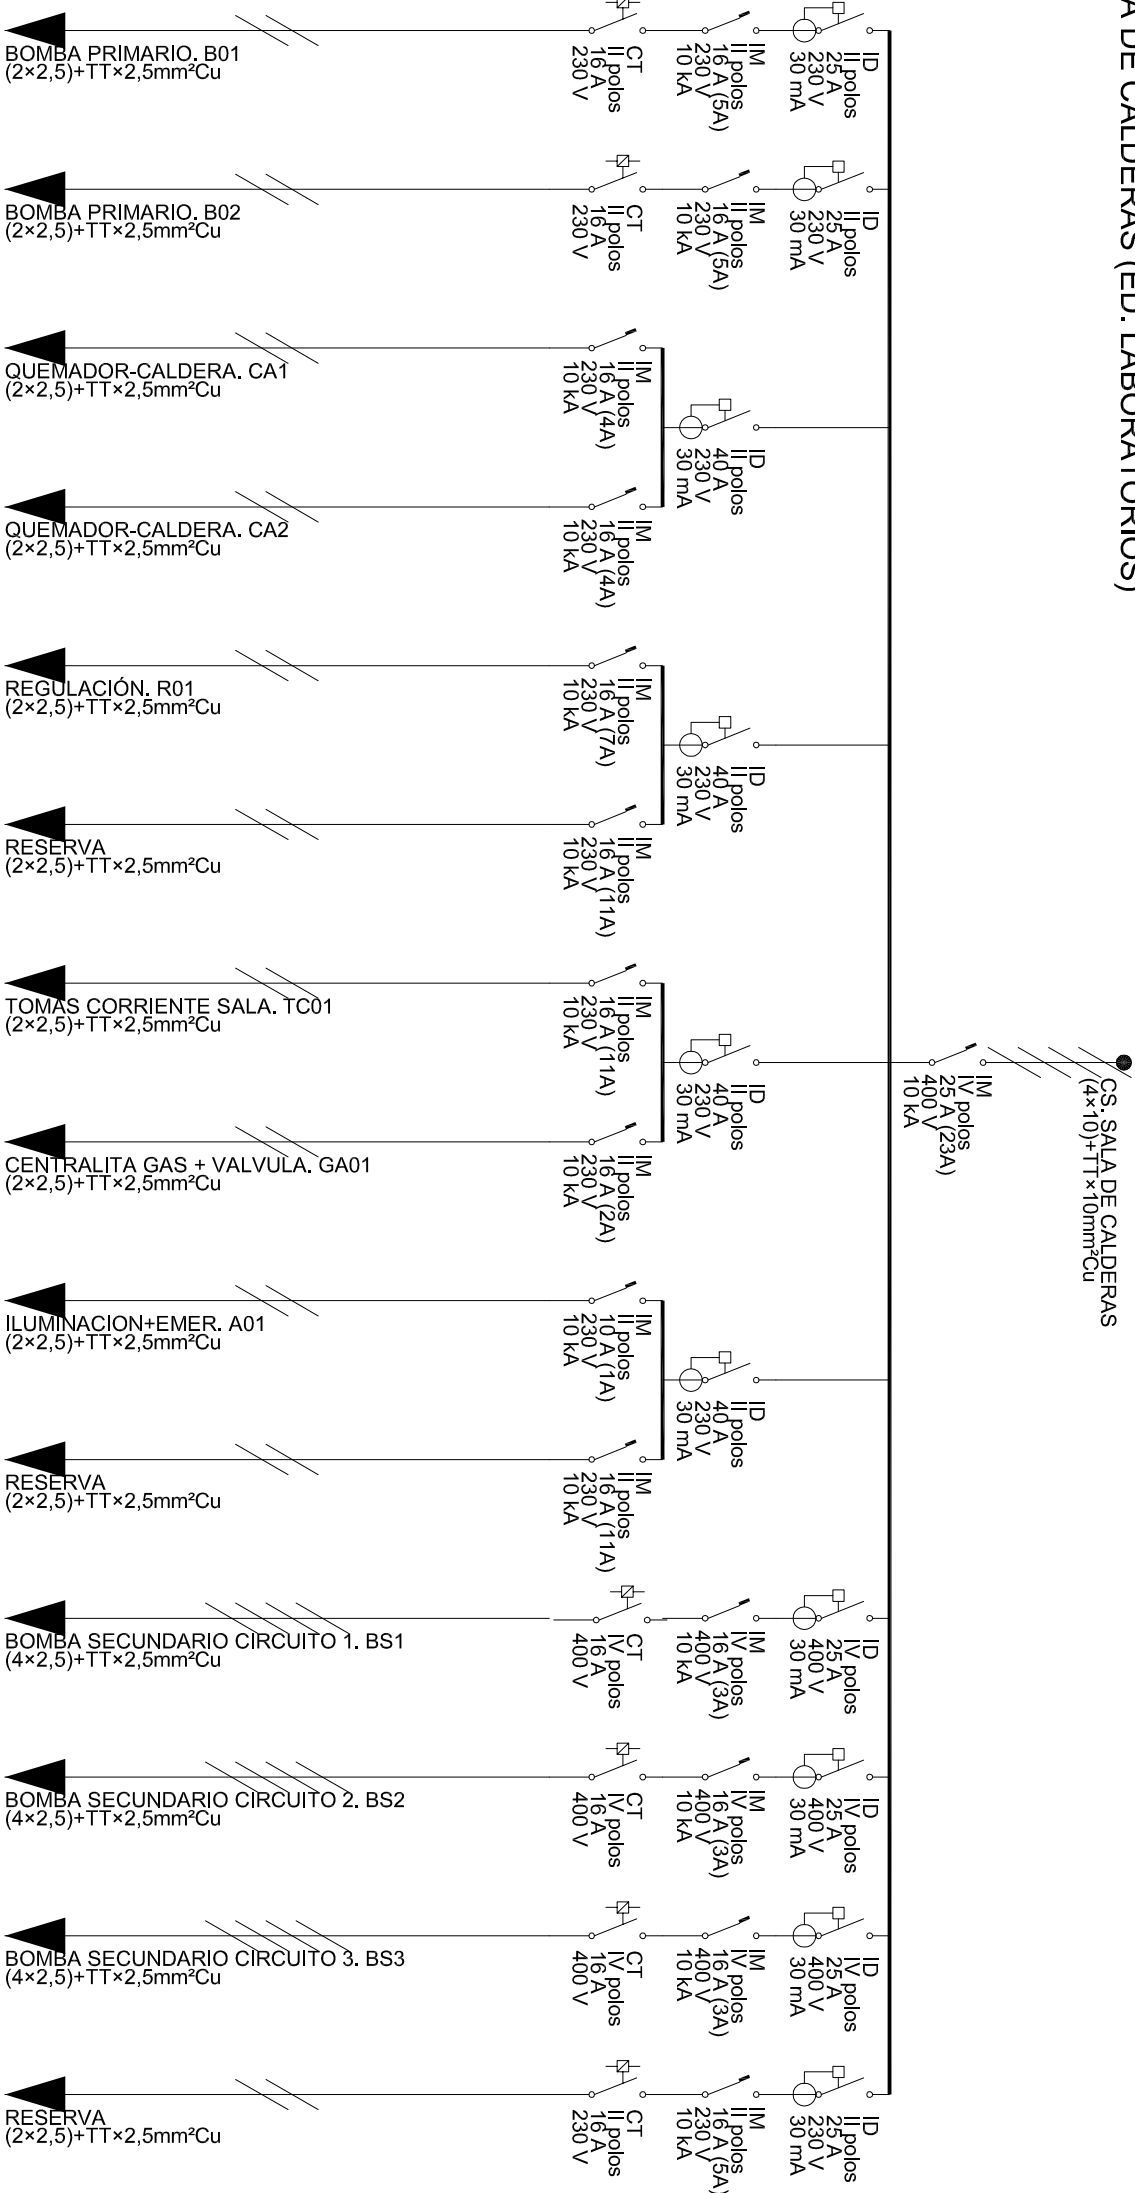 A DE CALDERAS (ED. LABORATORIOS)
CS. SALA DE CALDERAS
(4×10)+TT×10mm²Cu
IM
IV polos
25 A (23A)
400 V
10 kA
ID
II polos
25 A
230 V
30 mA
IM
II polos
16 A (5A)
230 V
10 kA
CT
II polos
16 A
230 V
BOMBA PRIMARIO. B01
(2×2,5)+TT×2,5mm²Cu
ID
II polos
25 A
230 V
30 mA
IM
II polos
16 A (5A)
230 V
10 kA
CT
II polos
16 A
230 V
BOMBA PRIMARIO. B02
(2×2,5)+TT×2,5mm²Cu
ID
II polos
40 A
230 V
30 mA
IM
II polos
16 A (4A)
230 V
10 kA
QUEMADOR-CALDERA. CA1
(2×2,5)+TT×2,5mm²Cu
IM
II polos
16 A (4A)
230 V
10 kA
QUEMADOR-CALDERA. CA2
(2×2,5)+TT×2,5mm²Cu
ID
II polos
40 A
230 V
30 mA
IM
II polos
16 A (7A)
230 V
10 kA
REGULACIÓN. R01
(2×2,5)+TT×2,5mm²Cu
IM
II polos
16 A (11A)
230 V
10 kA
RESERVA
(2×2,5)+TT×2,5mm²Cu
ID
II polos
40 A
230 V
30 mA
IM
II polos
16 A (11A)
230 V
10 kA
TOMAS CORRIENTE SALA. TC01
(2×2,5)+TT×2,5mm²Cu
IM
II polos
16 A (2A)
230 V
10 kA
CENTRALITA GAS + VALVULA. GA01
(2×2,5)+TT×2,5mm²Cu
ID
II polos
40 A
230 V
30 mA
IM
II polos
10 A (1A)
230 V
10 kA
ILUMINACION+EMER. A01
(2×2,5)+TT×2,5mm²Cu
IM
II polos
16 A (11A)
230 V
10 kA
RESERVA
(2×2,5)+TT×2,5mm²Cu
ID
IV polos
25 A
400 V
30 mA
IM
IV polos
16 A (3A)
400 V
10 kA
CT
IV polos
16 A
400 V
BOMBA SECUNDARIO CIRCUITO 1. BS1
(4×2,5)+TT×2,5mm²Cu
ID
IV polos
25 A
400 V
30 mA
IM
IV polos
16 A (3A)
400 V
10 kA
CT
IV polos
16 A
400 V
BOMBA SECUNDARIO CIRCUITO 2. BS2
(4×2,5)+TT×2,5mm²Cu
ID
IV polos
25 A
400 V
30 mA
IM
IV polos
16 A (3A)
400 V
10 kA
CT
IV polos
16 A
400 V
BOMBA SECUNDARIO CIRCUITO 3. BS3
(4×2,5)+TT×2,5mm²Cu
ID
II polos
25 A
230 V
30 mA
IM
II polos
16 A (5A)
230 V
10 kA
CT
II polos
16 A
230 V
RESERVA
(2×2,5)+TT×2,5mm²Cu